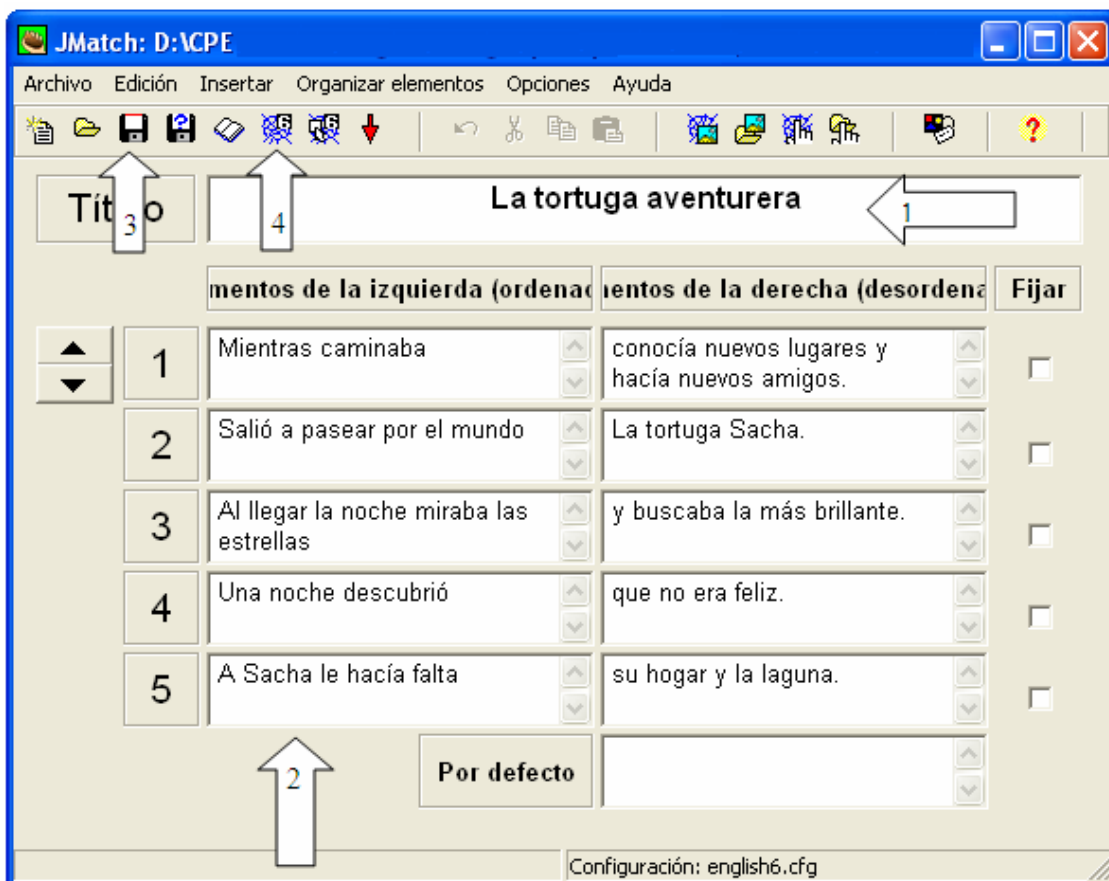 JMatch: D:\CPE
Archivo Edición Insertar Organizar elementos Opciones Ayuda
La tortuga aventurera
1
3
4
mentos de la izquierda (ordenad
entos de la derecha (desordena
Fijar
1
Mientras caminaba
conocía nuevos lugares y
hacía nuevos amigos.
2
Salió a pasear por el mundo
La tortuga Sacha.
3
Al llegar la noche miraba las
estrellas
y buscaba la más brillante.
4
Una noche descubrió
que no era feliz.
5
A Sacha le hacía falta
su hogar y la laguna.
2
Por defecto
Configuración: english6.cfg